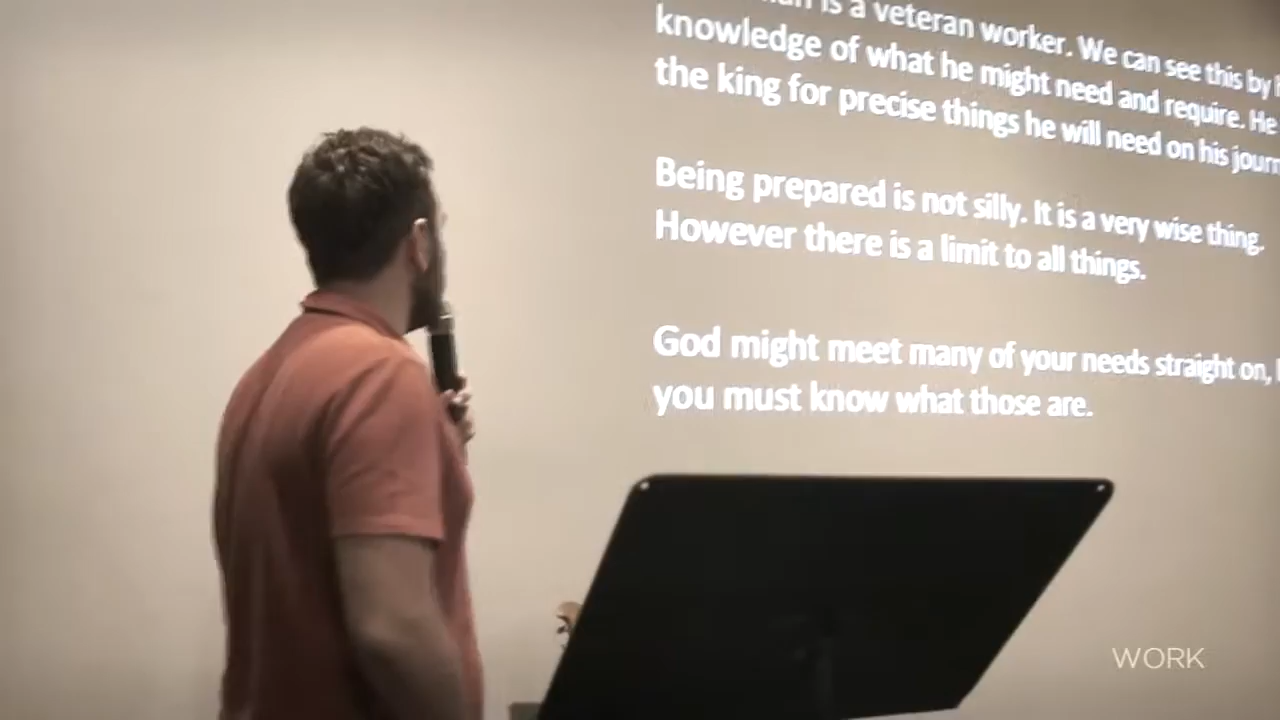 is a veteran worker. We can see this by
knowledge of what he might need and require. He
the king for precise things he will need on his journ
Being prepared is not silly. It is a very wise thing.
However there is a limit to all things.
God might meet many of your needs straight on,
you must know what those are.
WORK